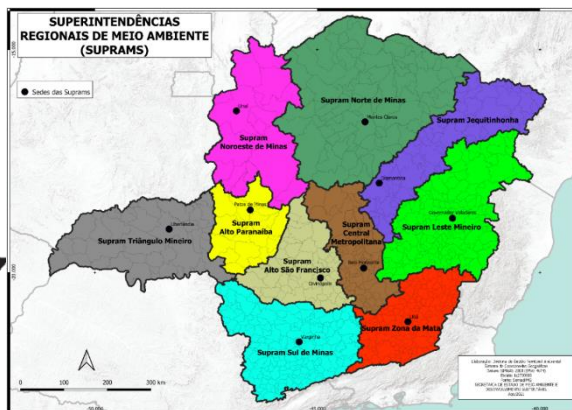 SUPERINTENDÊNCIAS
REGIONAIS DE MEIO AMBIENTE
(SUPRAMS)
Sedes das Suprams
Unaí
Supram
Noroeste de Minas
Supram Norte de Minas
Montes Claros
Supram Jequitinhonha
Diamantina
Patos de Minas
Supram
Alto Paranaíba
Uberlândia
Supram Triângulo Mineiro
Supram
Central
Metropolitana
Belo Horizonte
Governador Valadares
Supram Leste Mineiro
Supram
Alto São Francisco
Divinópolis
Ubá
Supram Zona da Mata
Varginha
Supram Sul de Minas
0
100
200
300 km